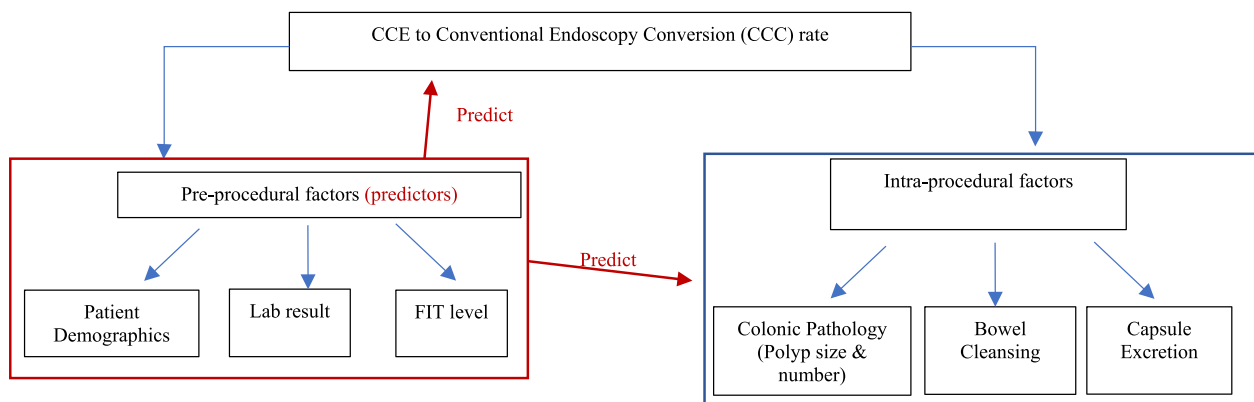 CCE to Conventional Endoscopy Conversion (CCC) rate
Predict
Pre-procedural factors (predictors)
Intra-procedural factors
Predict
Patient
Demographics
Lab result
FIT level
Colonic Pathology
(Polyp size &
number)
Bowel
Cleansing
Capsule
Excretion